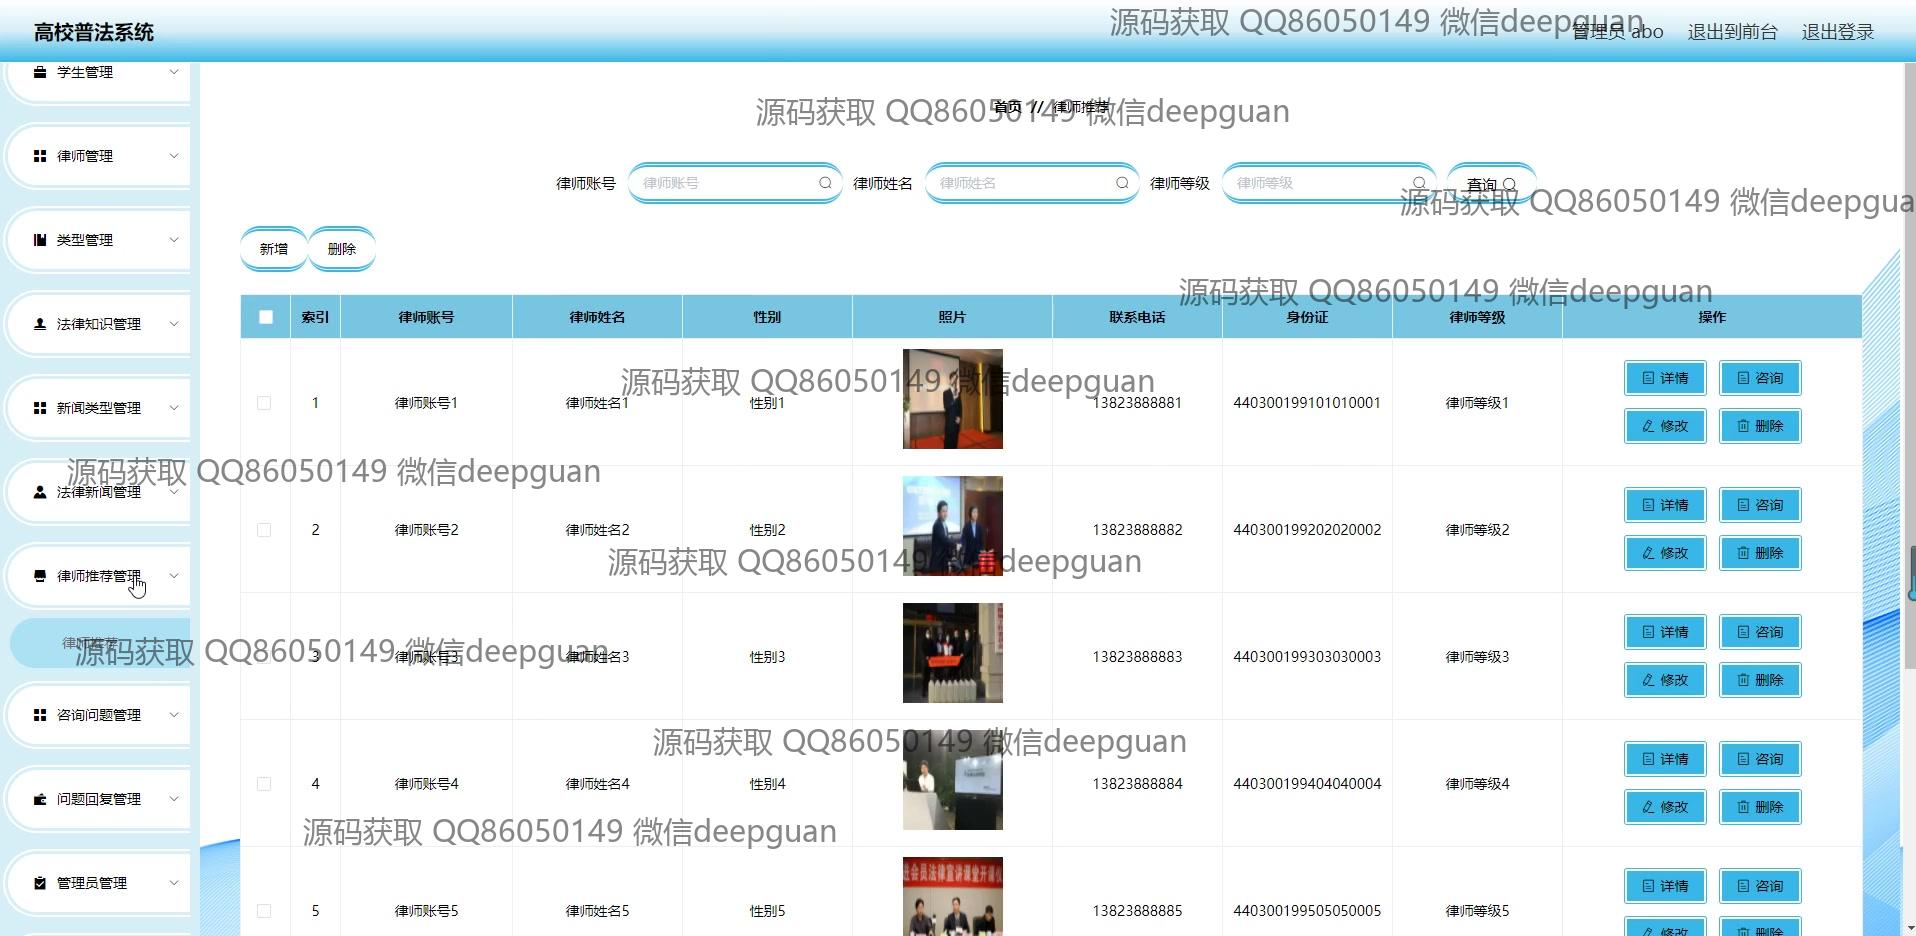 高校普法系统
源码获取 QQ86050149 微信deepguan
管理员 abo 退出到前台 退出登录
学生管理
首页 // 律师推荐
源码获取 QQ86050149 微信deepguan
律师管理
律师账号 律师账号 律师姓名 律师姓名 律师等级 律师等级 查询
源码获取 QQ86050149 微信deepgua
类型管理
新增 删除
源码获取 QQ86050149 微信deepguan
索引 律师账号 律师姓名 性别 照片 联系电话 身份证 律师等级 操作
法律知识管理
源码获取 QQ86050149 微信deepguan
详情 咨询
1 律师账号1 律师姓名1 性别1 13823888881 440300199101010001 律师等级1
新闻类型管理
修改 删除
源码获取 QQ86050149 微信deepguan
法律新闻管理
详情 咨询
2 律师账号2 律师姓名2 性别2 13823888882 440300199202020002 律师等级2
修改 删除
源码获取 QQ86050149 微信deepguan
律师推荐管理
律师推荐
源码获取 QQ86050149 微信deepguan
详情 咨询
3 律师账号3 律师姓名3 性别3 13823888883 440300199303030003 律师等级3
修改 删除
咨询问题管理
源码获取 QQ86050149 微信deepguan
详情 咨询
4 律师账号4 律师姓名4 性别4 13823888884 440300199404040004 律师等级4
问题回复管理
修改 删除
源码获取 QQ86050149 微信deepguan
管理员管理
进会员法律宣讲课堂开课仪
详情 咨询
5 律师账号5 律师姓名5 性别5 13823888885 440300199505050005 律师等级5
修改 删除